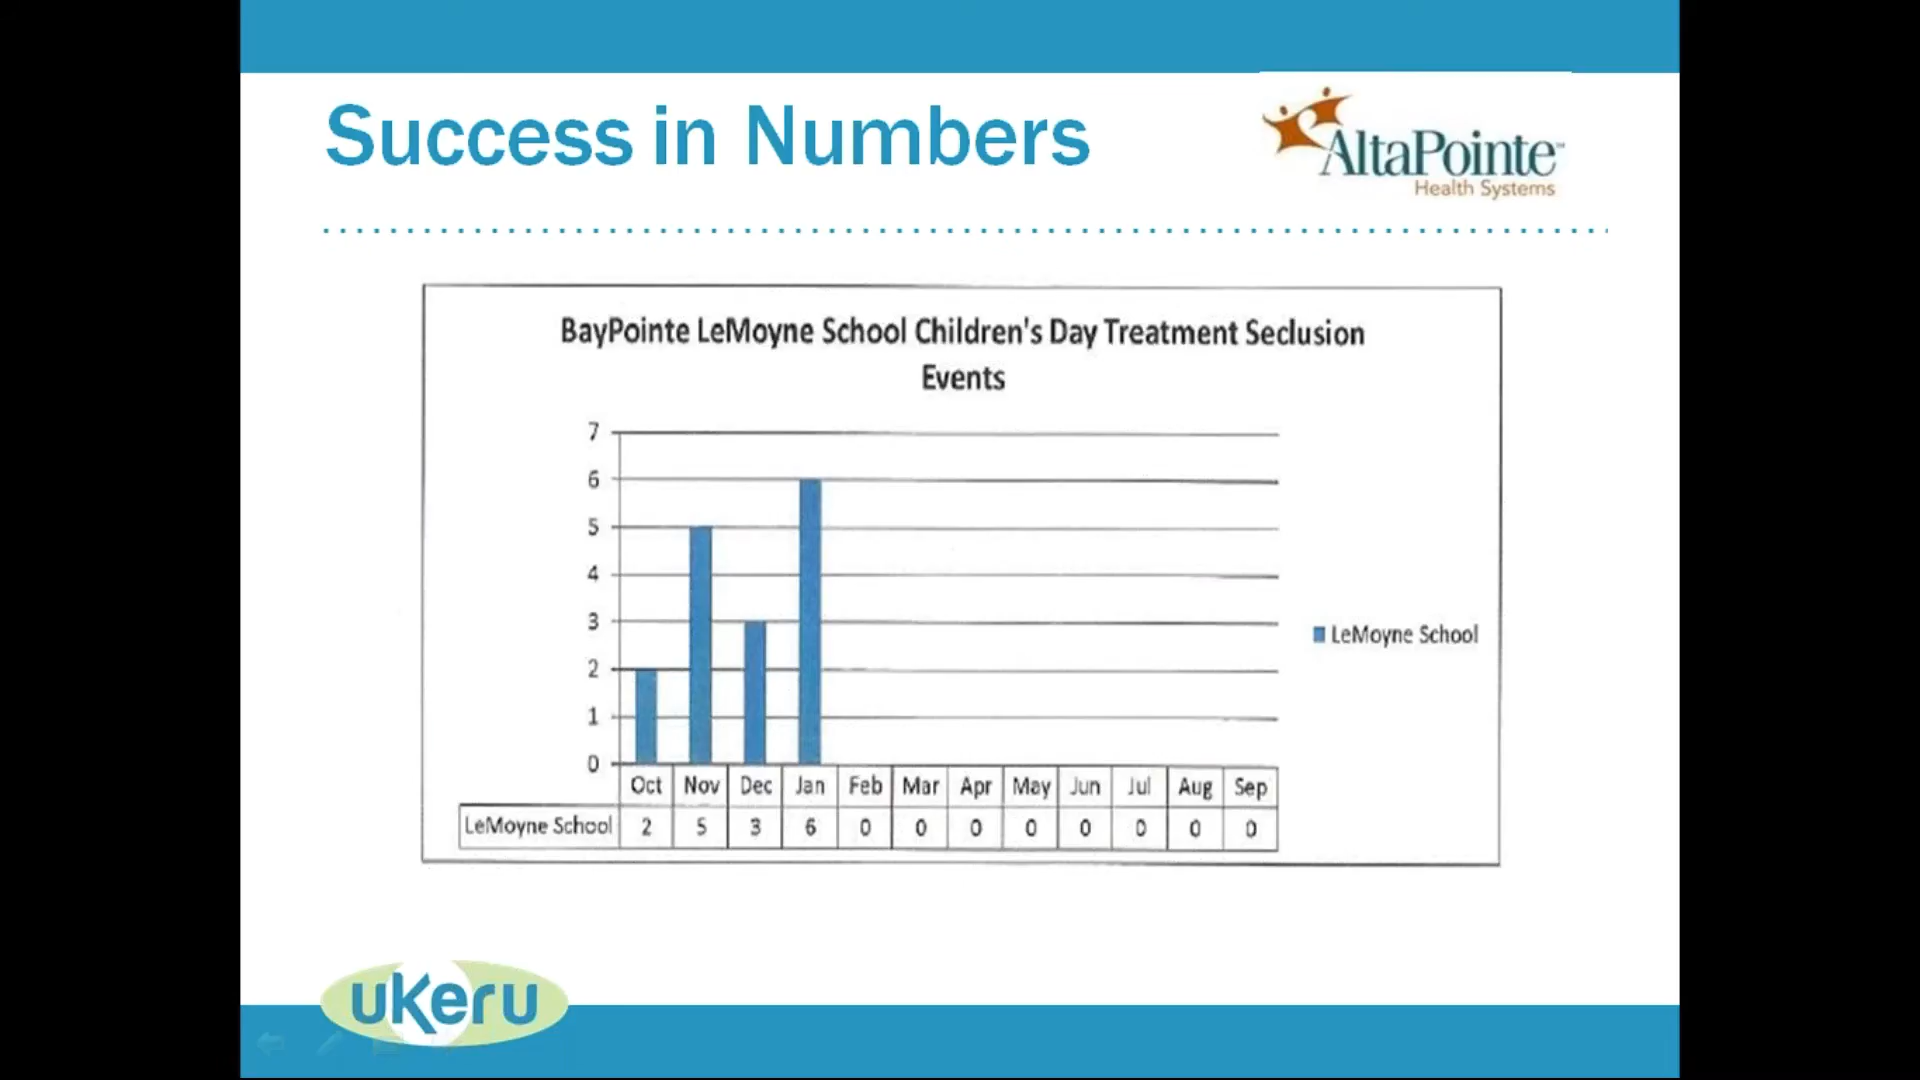 Success in Numbers
AltaPointe™
Health Systems
BayPointe LeMoyne School Children's Day Treatment Seclusion
Events
7
6
5
4
3
2
1
0
LeMoyne School
Oct Nov Dec Jan Feb Mar Apr May Jun Jul Aug Sep
LeMoyne School 2 5 3 6 0 0 0 0 0 0 0 0
uKeru